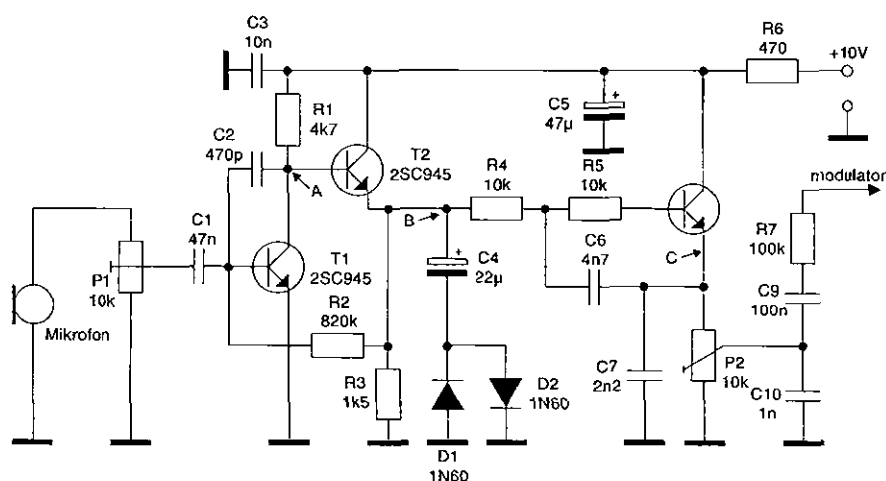 C3
10n
R6
470
+10V
R1
4k7
C5
+
47µ
C2
470p
T2
2SC945
A
R4
10k
R5
10k
modulator
B
C1
47n
P1
10k
T1
2SC945
+
C4
22µ
C6
4n7
C
R7
100k
Mikrofon
R2
820k
C9
100n
R3
1k5
D2
1N60
C7
2n2
P2
10k
C10
1n
D1
1N60